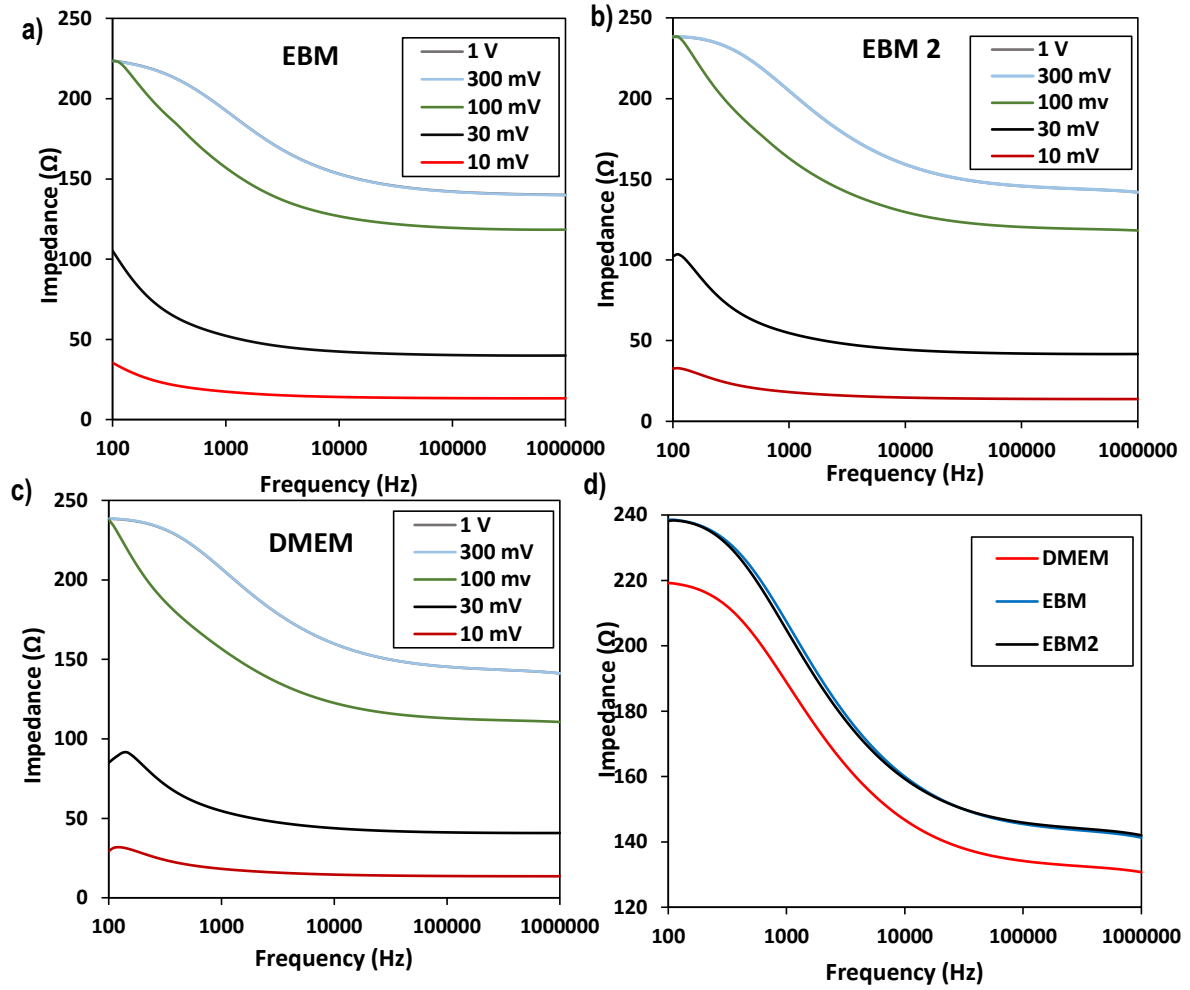 a)
EBM
1 V
300 mV
100 mV
30 mV
10 mV
250
200
150
100
50
0
Impedance (Ω)
100 1000 10000 100000 1000000
Frequency (Hz)
b)
EBM 2
1 V
300 mV
100 mv
30 mV
10 mV
250
200
150
100
50
0
Impedance (Ω)
100 1000 10000 100000 1000000
Frequency (Hz)
c)
DMEM
1 V
300 mV
100 mv
30 mV
10 mV
250
200
150
100
50
0
Impedance (Ω)
100 1000 10000 100000 1000000
Frequency (Hz)
d)
DMEM
EBM
EBM2
240
220
200
180
160
140
120
Impedance (Ω)
100 1000 10000 100000 1000000
Frequency (Hz)